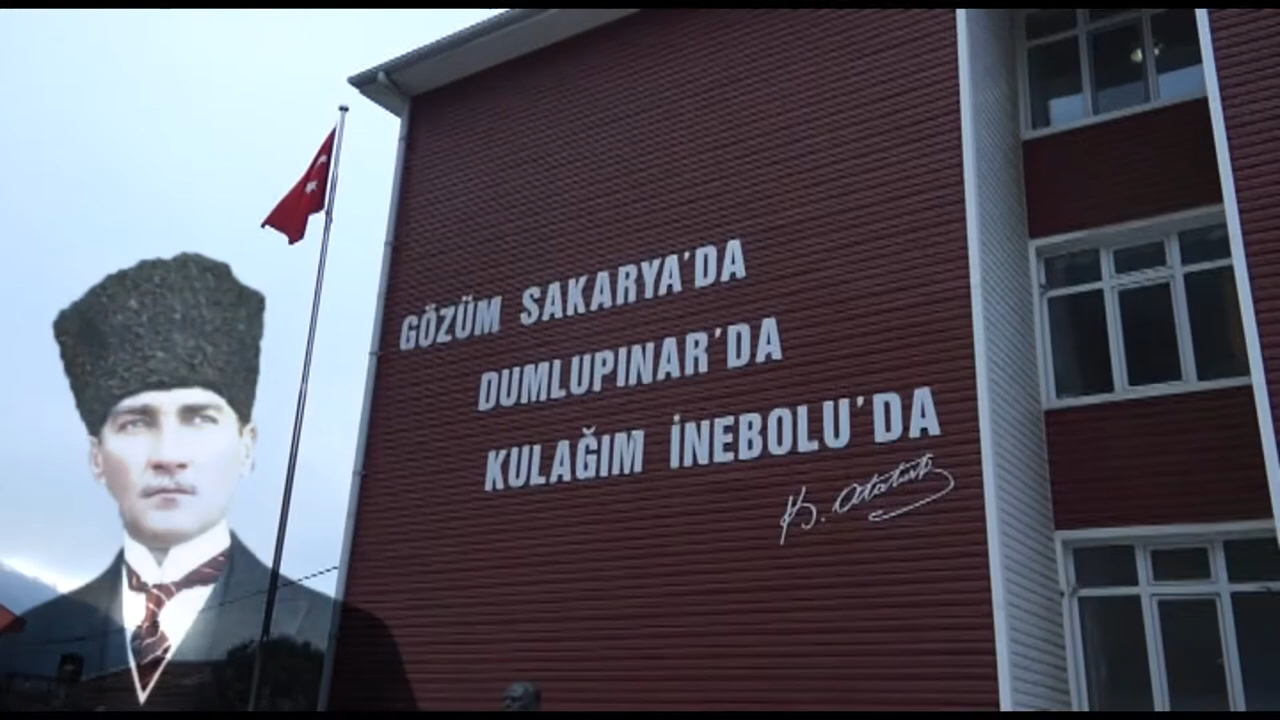 GÖZÜM SAKARYA'DA
DUMLUPINAR'DA
KULAĞIM İNEBOLU'DA
K. Atatürk